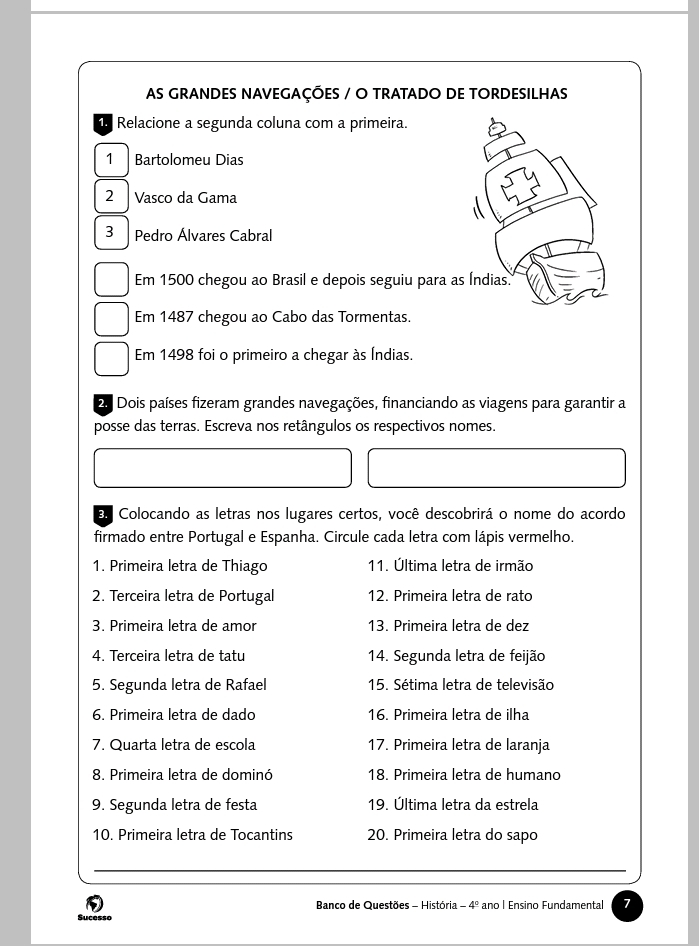 AS GRANDES NAVEGAÇÕES / O TRATADO DE TORDESILHAS
1. Relacione a segunda coluna com a primeira.
1 Bartolomeu Dias
2 Vasco da Gama
3 Pedro Álvares Cabral
Em 1500 chegou ao Brasil e depois seguiu para as Índias.
Em 1487 chegou ao Cabo das Tormentas.
Em 1498 foi o primeiro a chegar às Índias.
2. Dois países fizeram grandes navegações, financiando as viagens para garantir a
posse das terras. Escreva nos retângulos os respectivos nomes.
3. Colocando as letras nos lugares certos, você descobrirá o nome do acordo
firmado entre Portugal e Espanha. Circule cada letra com lápis vermelho.
1. Primeira letra de Thiago
2. Terceira letra de Portugal
3. Primeira letra de amor
4. Terceira letra de tatu
5. Segunda letra de Rafael
6. Primeira letra de dado
7. Quarta letra de escola
8. Primeira letra de dominó
9. Segunda letra de festa
10. Primeira letra de Tocantins
11. Última letra de irmão
12. Primeira letra de rato
13. Primeira letra de dez
14. Segunda letra de feijão
15. Sétima letra de televisão
16. Primeira letra de ilha
17. Primeira letra de laranja
18. Primeira letra de humano
19. Última letra da estrela
20. Primeira letra do sapo
Sucesso
Banco de Questões – História – 4º ano | Ensino Fundamental 7